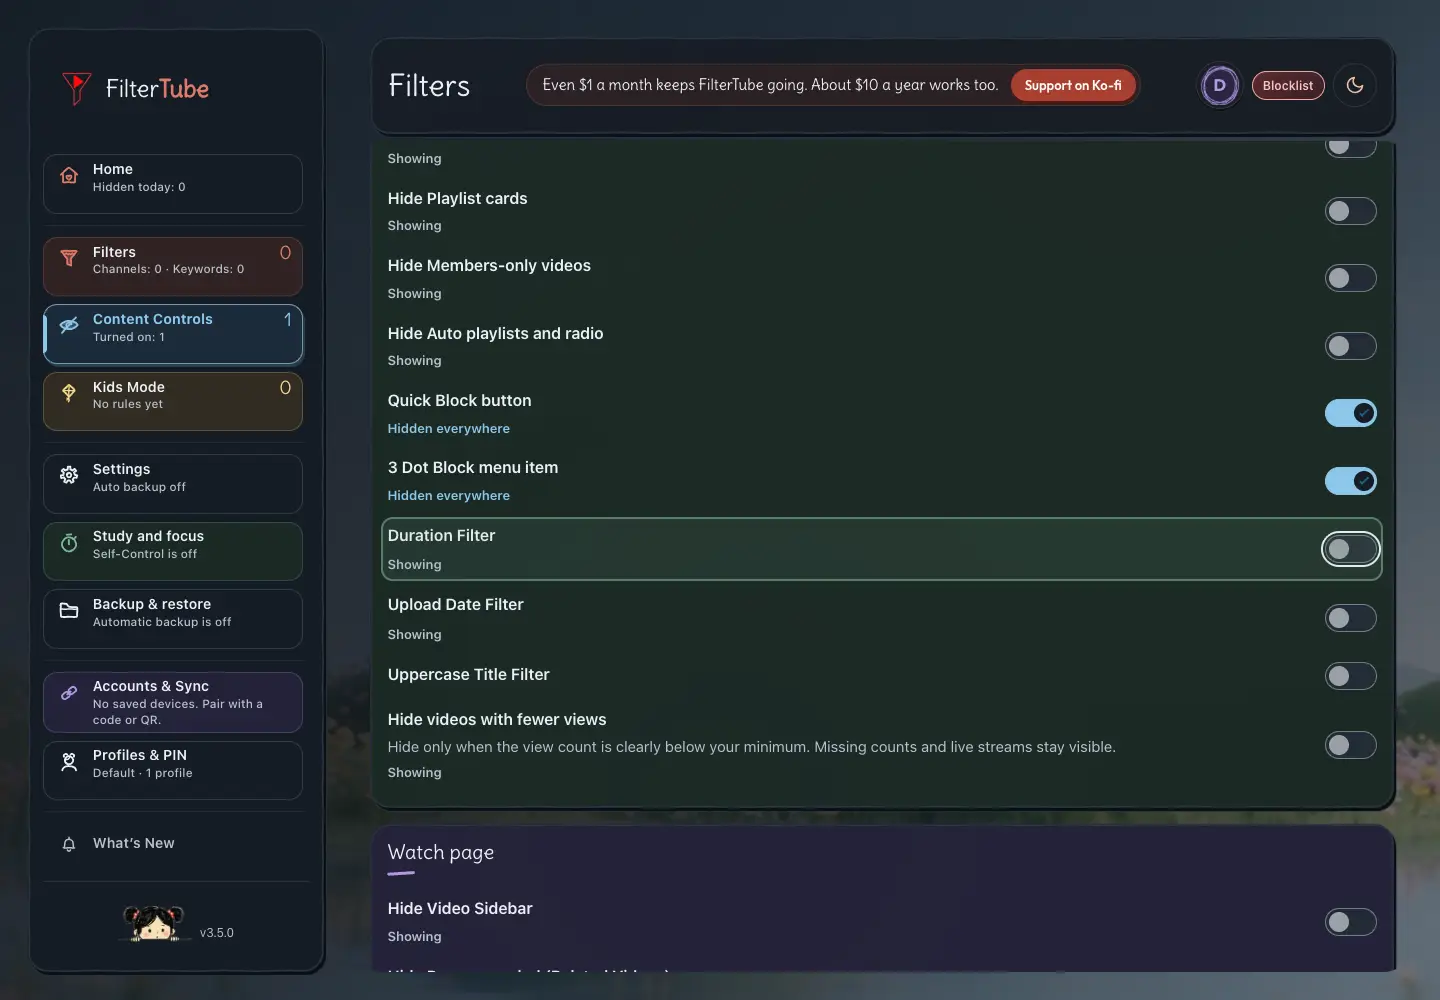 FilterTube
Home
Hidden today: 0
Filters
0
Channels: 0 · Keywords: 0
Content Controls
1
Turned on: 1
Kids Mode
0
No rules yet
Settings
Auto backup off
Study and focus
Self-Control is off
Backup & restore
Automatic backup is off
Accounts & Sync
No saved devices. Pair with a
code or QR.
Profiles & PIN
Default · 1 profile
What's New
v3.5.0
Filters
Even $1 a month keeps FilterTube going. About $10 a year works too.
Support on Ko-fi
D
Blocklist
Showing
Hide Playlist cards
Showing
Hide Members-only videos
Showing
Hide Auto playlists and radio
Showing
Quick Block button
Hidden everywhere
3 Dot Block menu item
Hidden everywhere
Duration Filter
Showing
Upload Date Filter
Showing
Uppercase Title Filter
Hide videos with fewer views
Hide only when the view count is clearly below your minimum. Missing counts and live streams stay visible.
Showing
Watch page
Hide Video Sidebar
Showing